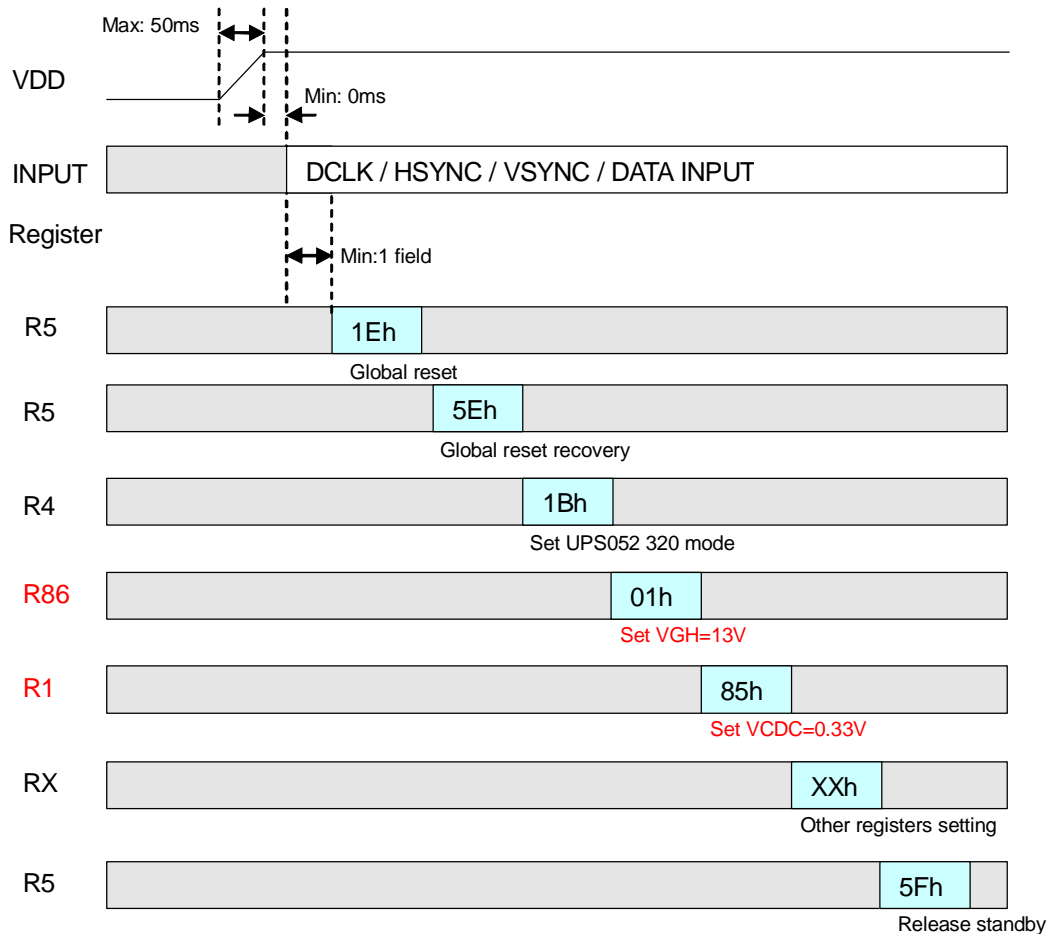 Max: 50ms
VDD
Min: 0ms
INPUT
DCLK / HSYNC / VSYNC / DATA INPUT
Register
Min:1 field
R5
1Eh
Global reset
R5
5Eh
Global reset recovery
R4
1Bh
Set UPS052 320 mode
R86
01h
Set VGH=13V
R1
85h
Set VCDC=0.33V
RX
XXh
Other registers setting
R5
5Fh
Release standby